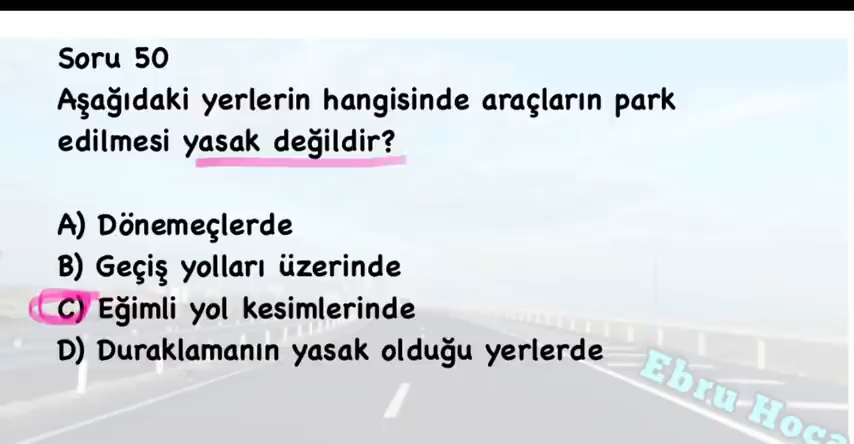 Soru 50
Aşağıdaki yerlerin hangisinde araçların park
edilmesi yasak değildir?
A) Dönemeçlerde
B) Geçiş yolları üzerinde
C) Eğimli yol kesimlerinde
D) Duraklamanın yasak olduğu yerlerde
Ebru Hoca